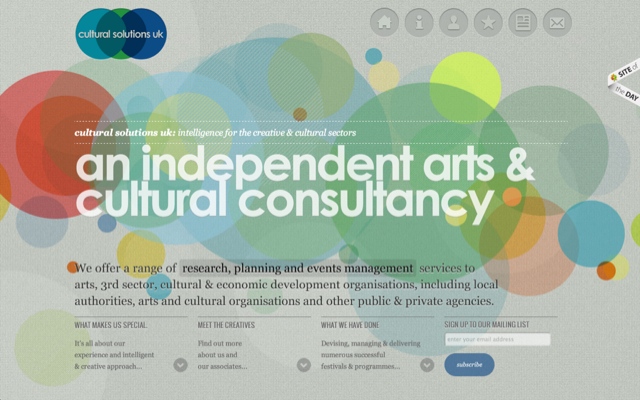 cultural solutions uk
SITE of
the DAY
cultural solutions uk: intelligence for the creative & cultural sectors
an independent arts &
cultural consultancy
We offer a range of research, planning and events management services to
arts, 3rd sector, cultural & economic development organisations, including local
authorities, arts and cultural organisations and other public & private agencies.
WHAT MAKES US SPECIAL
It's all about our
experience and intelligent
& creative approach...
MEET THE CREATIVES
Find out more
about us and
our associates...
WHAT WE HAVE DONE
Devising, managing & delivering
numerous successful
festivals & programmes...
SIGN UP TO OUR MAILING LIST
enter your email address
subscribe